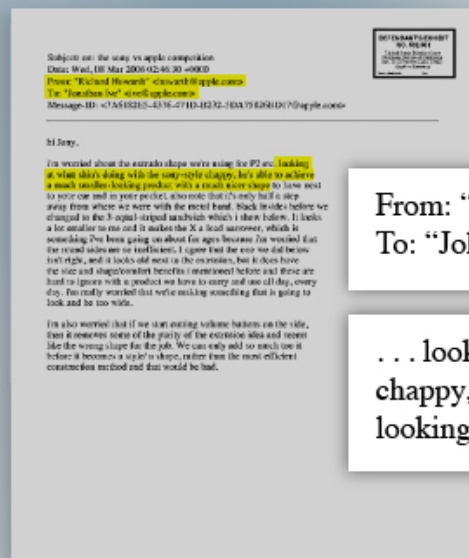 Subject: on: the sony vs apple competition
Date: Wed, 08 Mar 2006 02:46:30 +0000
From: "Richard Howarth" <howarth@apple.com>
To: "Jonathan Ive" <ive@apple.com>
Message-ID:
DEFENDANT'S EXHIBIT
hi Jony,
i'm worried about the extrudo shape we're using for P2 etc. looking
at what shin's doing with the sony-style chappy, he's able to achieve
a much smaller-looking product with a much nicer shape to have next
to your ear and in your pocket. also note that it's only half a step
away from where we were with the metal band. black insides before we
changed to the 3-equal-striped sandwich which i show below. It looks
a lot smaller to me and it makes the X a load narrower, which is
something i've been going on about for ages because i'm worried that
the round sides are so inefficient. I agree that the one we did below
isn't right, and it looks old next to the extrusion, but it does have
the size and shape/comfort benefits i mentioned before and these are
hard to ignore with a product we have to carry and use all day, every
day. i'm really worried that we're making something that is going to
look and be too wide.
i'm also worried that if we start cutting volume buttons on the side,
then it removes some of the purity of the extrusion idea and seems
like the wrong shape for the job. We can only add so much too it
before it becomes a style'n shape, rather than the most efficient
construction method and that would be bad.
From: “
To: “Jo
. . . look
chappy,
looking